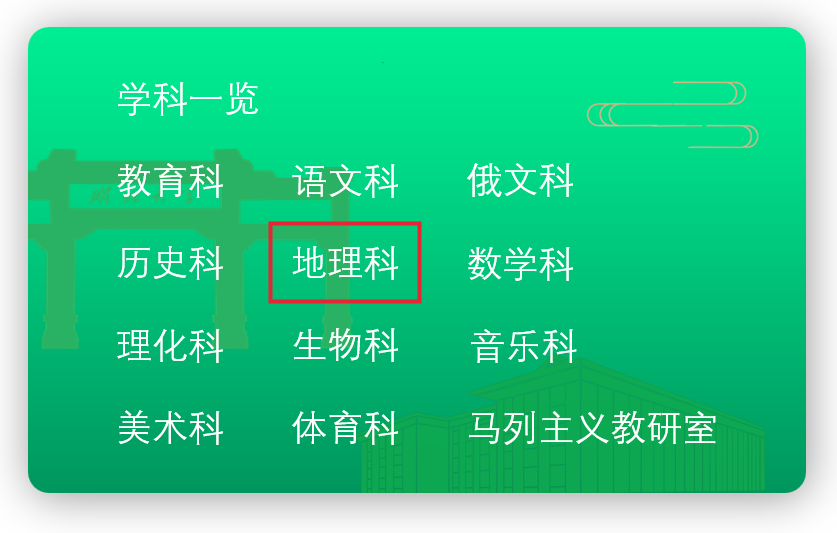 学科一览
教育科 语文科 俄文科
历史科 地理科 数学科
理化科 生物科 音乐科
美术科 体育科 马列主义教研室